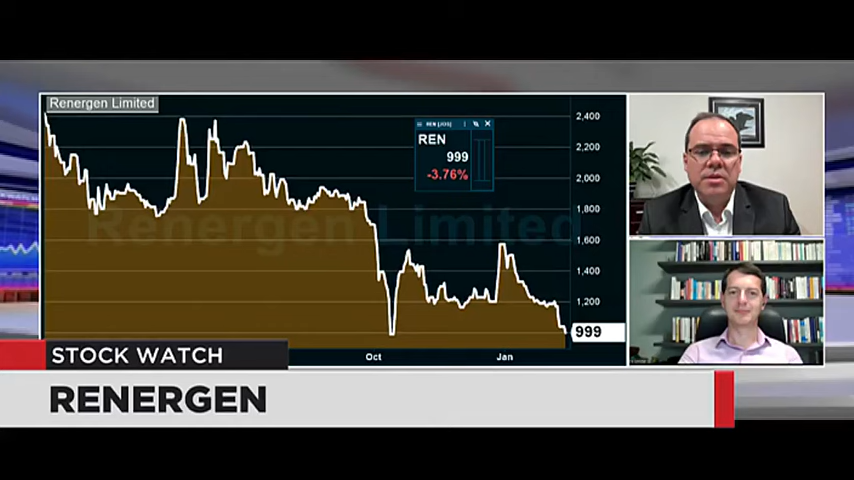 Renergen Limited
REN
999
-3.76%
2,400
2,200
2,000
1,800
1,600
1,400
1,200
999
Renergen Limited
Oct
Jan
STOCK WATCH
RENERGEN